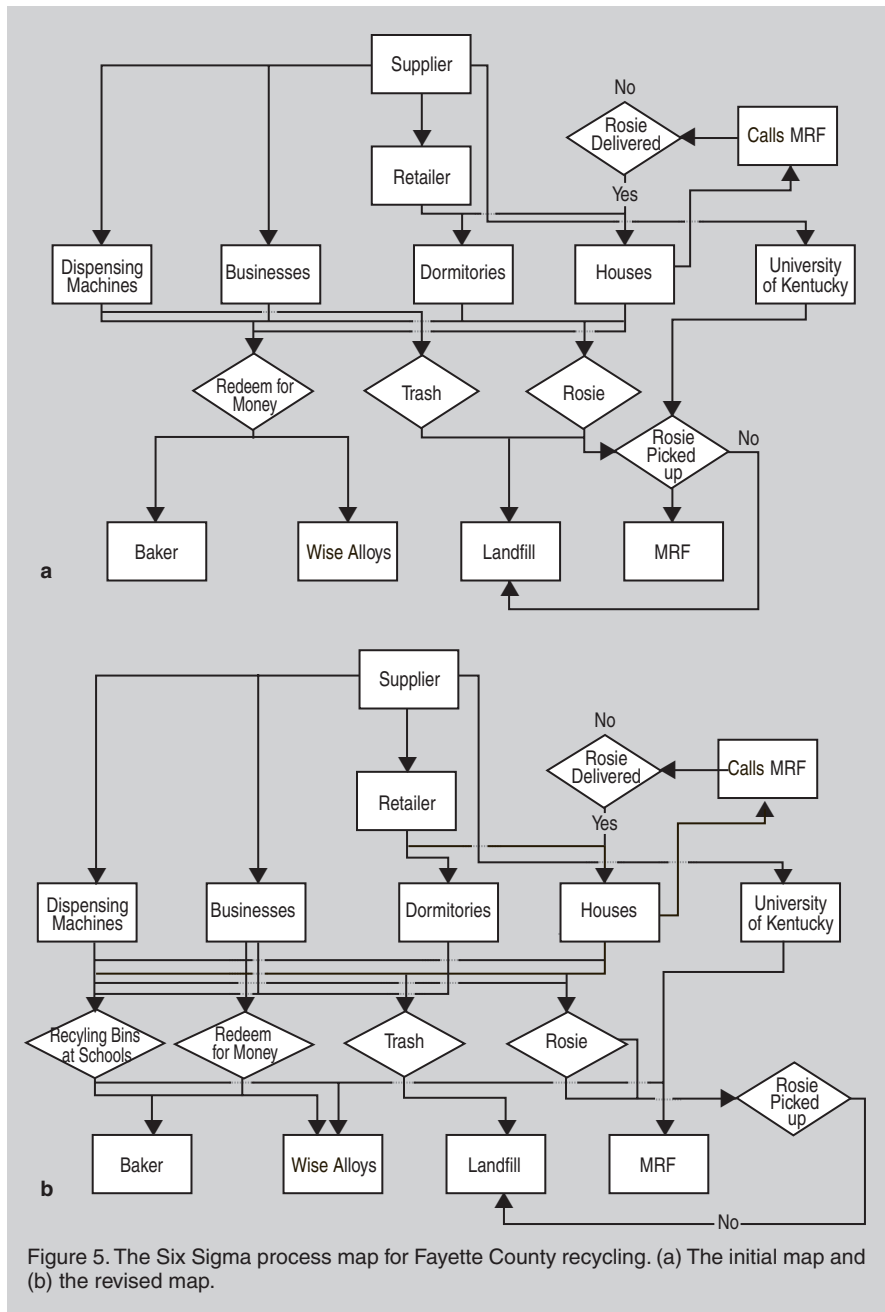 Supplier
No
Rosie
Delivered
Calls MRF
Retailer
Yes
Dispensing
Machines
Businesses
Dormitories
Houses
University
of Kentucky
Redeem for
Money
Trash
Rosie
Rosie
Picked
up
No
Baker
Wise Alloys
Landfill
MRF
a
Supplier
No
Rosie
Delivered
Calls MRF
Retailer
Yes
Dispensing
Machines
Businesses
Dormitories
Houses
University
of Kentucky
Recyling Bins
at Schools
Redeem
for Money
Trash
Rosie
Rosie
Picked
up
Baker
Wise Alloys
Landfill
MRF
b
No
Figure 5. The Six Sigma process map for Fayette County recycling. (a) The initial map and
(b) the revised map.